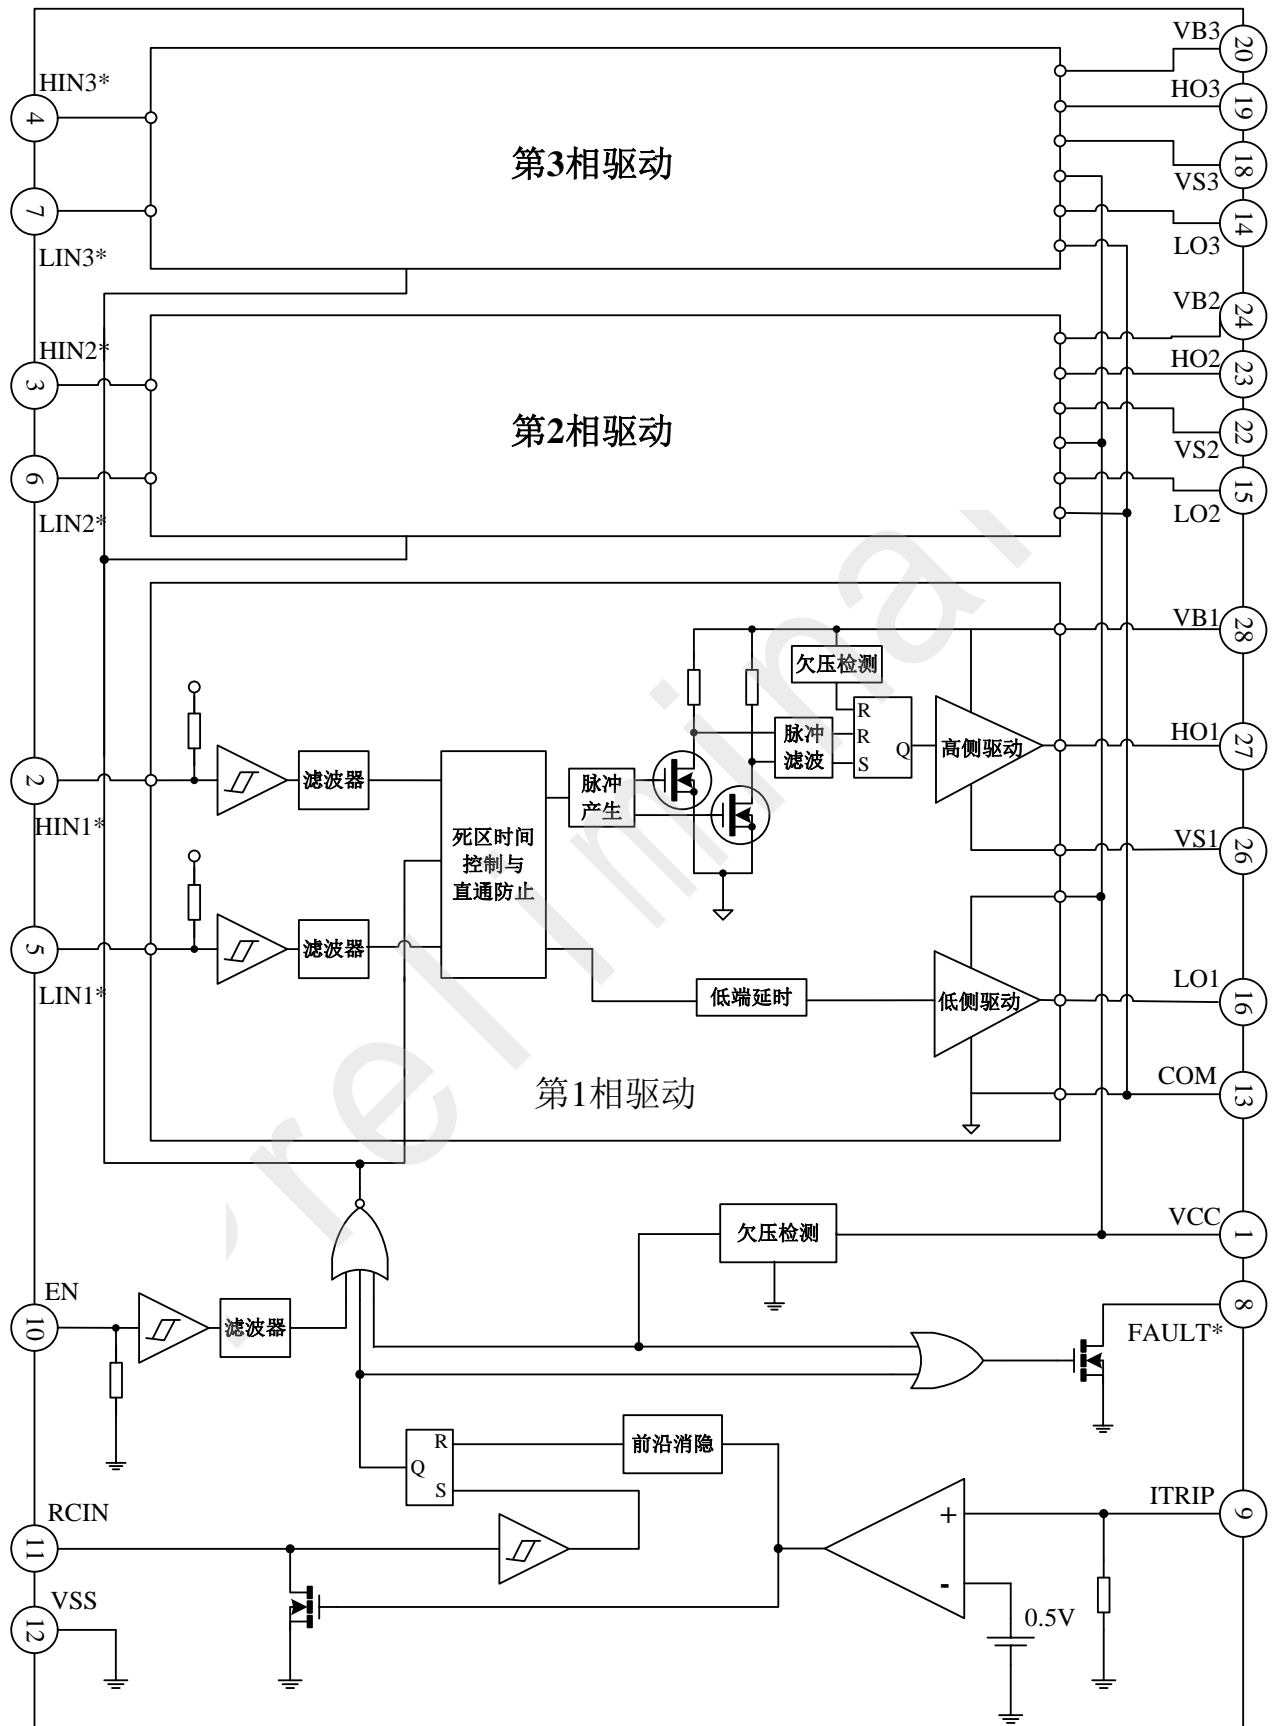 VB3
20
HIN3*
4
HO3
19
第3相驱动
18
VS3
7
14
LIN3*
LO3
VB2
24
HIN2*
3
HO2
23
第2相驱动
22
VS2
6
15
LIN2*
LO2
VB1
28
欠压检测
R
R
S
Q
脉冲
滤波
高侧驱动
HO1
27
2
HIN1*
滤波器
脉冲
产生
死区时间
控制与
直通防止
VS1
26
5
LIN1*
滤波器
低端延时
低侧驱动
LO1
16
第1相驱动
COM
13
VCC
1
欠压检测
EN
10
滤波器
8
FAULT*
R
Q
S
前沿消隐
RCIN
11
+
-
ITRIP
9
0.5V
VSS
12
Preliminar